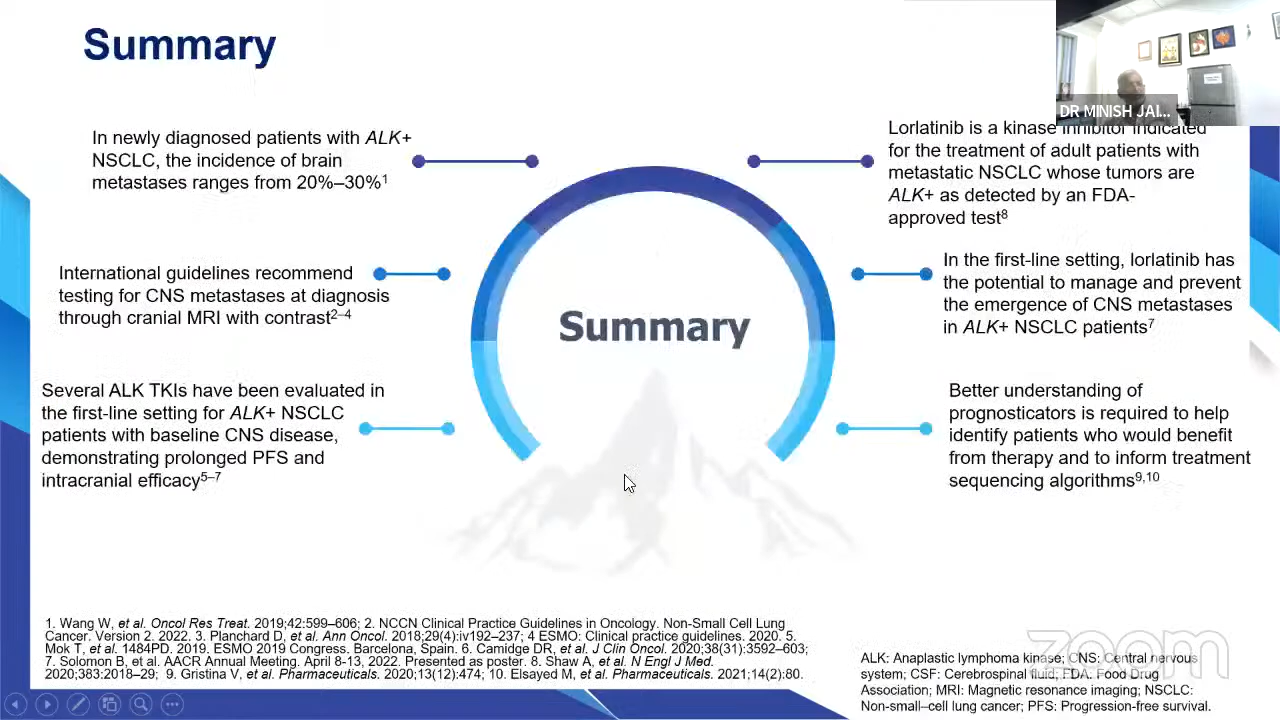 Summary
DR MINISH JAI...
In newly diagnosed patients with ALK+
NSCLC, the incidence of brain
metastases ranges from 20%–30%1
International guidelines recommend
testing for CNS metastases at diagnosis
through cranial MRI with contrast2–4
Several ALK TKIs have been evaluated in
the first-line setting for ALK+ NSCLC
patients with baseline CNS disease,
demonstrating prolonged PFS and
intracranial efficacy5–7
Summary
Lorlatinib is a kinase inhibitor indicated
for the treatment of adult patients with
metastatic NSCLC whose tumors are
ALK+ as detected by an FDA-
approved test8
In the first-line setting, lorlatinib has
the potential to manage and prevent
the emergence of CNS metastases
in ALK+ NSCLC patients7
Better understanding of
prognosticators is required to help
identify patients who would benefit
from therapy and to inform treatment
sequencing algorithms9,10
1. Wang W, et al. Oncol Res Treat. 2019;42:599–606; 2. NCCN Clinical Practice Guidelines in Oncology. Non-Small Cell Lung
Cancer. Version 2. 2022. 3. Planchard D, et al. Ann Oncol. 2018;29(4):iv192–237; 4 ESMO: Clinical practice guidelines. 2020. 5.
Mok T, et al. 1484PD. 2019. ESMO 2019 Congress. Barcelona, Spain. 6. Camidge DR, et al. J Clin Oncol. 2020;38(31):3592–603;
7. Solomon B, et al. AACR Annual Meeting. April 8-13, 2022. Presented as poster. 8. Shaw A, et al. N Engl J Med.
2020;383:2018–29; 9. Gristina V, et al. Pharmaceuticals. 2020;13(12):474; 10. Elsayed M, et al. Pharmaceuticals. 2021;14(2):80.
ALK: Anaplastic lymphoma kinase; CNS: Central nervous
system; CSF: Cerebrospinal fluid; FDA: Food Drug
Association; MRI: Magnetic resonance imaging; NSCLC:
Non-small–cell lung cancer; PFS: Progression-free survival.
zoom